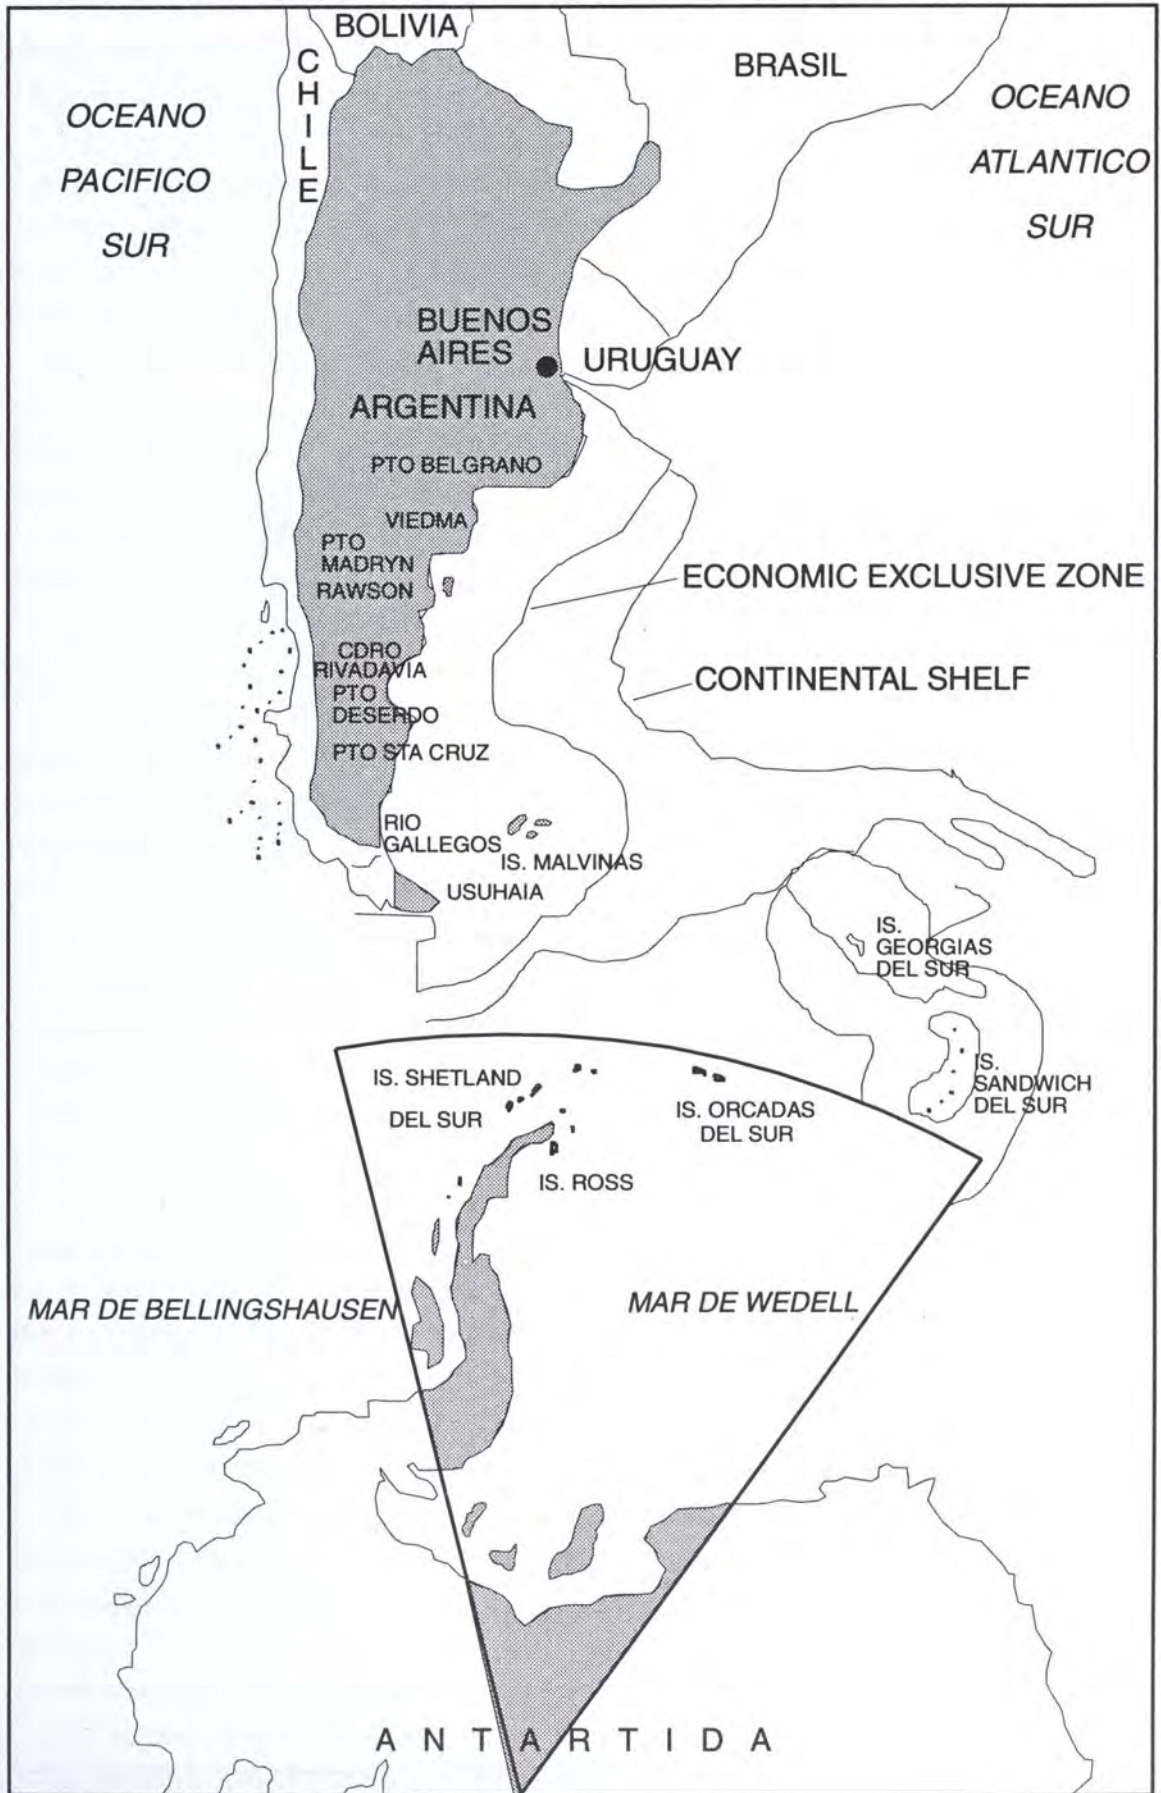 BOLIVIA
CHILE
BRASIL
OCEANO
PACIFICO
SUR
OCEANO
ATLANTICO
SUR
BUENOS
AIRES
URUGUAY
ARGENTINA
PTO BELGRANO
VIEDMA
PTO
MADRYN
RAWSON
ECONOMIC EXCLUSIVE ZONE
CDRO
RIVADAVIA
PTO
DESERDO
CONTINENTAL SHELF
PTO STA CRUZ
RIO
GALLEGOS
IS. MALVINAS
USUHAIA
IS.
GEORGIAS
DEL SUR
IS. SHETLAND
DEL SUR
IS. ORCADAS
DEL SUR
IS.
SANDWICH
DEL SUR
IS. ROSS
MAR DE BELLINGSHAUSEN
MAR DE WEDELL
ANTARTIDA